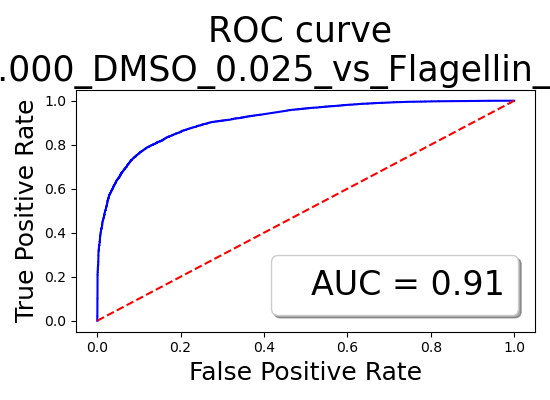 ROC curve
.000_DMSO_0.025_vs_Flagellin_
True Positive Rate
1.0
0.8
0.6
0.4
0.2
0.0
AUC = 0.91
0.0 0.2 0.4 0.6 0.8 1.0
False Positive Rate